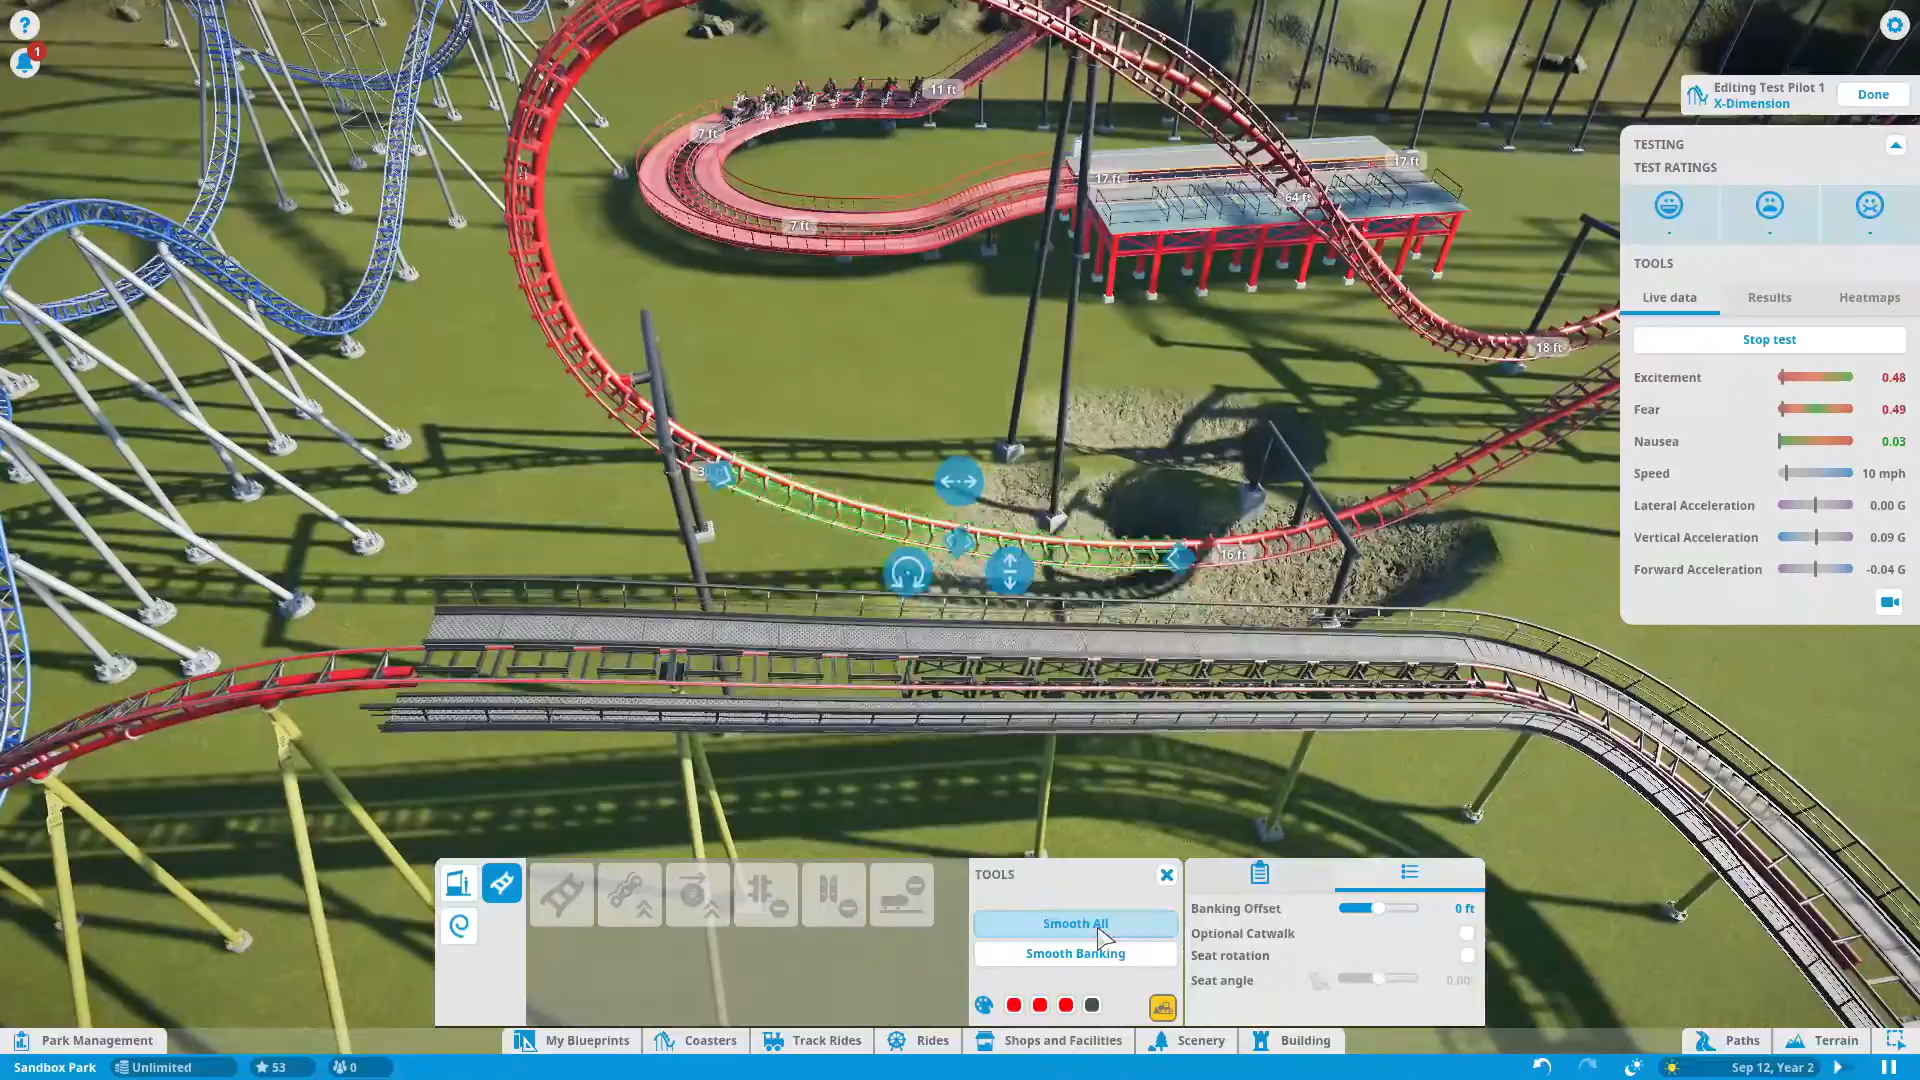 ?
1
11 ft
7 ft
7 ft
17 ft
17 ft
64 ft
18 ft
16 ft
Editing Test Pilot 1
X-Dimension
Done
TESTING
TEST RATINGS
-
-
-
TOOLS
Live data
Results
Heatmaps
Stop test
Excitement 0.48
Fear 0.49
Nausea 0.03
Speed 10 mph
Lateral Acceleration 0.00 G
Vertical Acceleration 0.09 G
Forward Acceleration -0.04 G
TOOLS
Smooth All
Smooth Banking
Banking Offset 0 ft
Optional Catwalk
Seat rotation
Seat angle 0.00
Park Management
My Blueprints
Coasters
Track Rides
Rides
Shops and Facilities
Scenery
Building
Paths
Terrain
Sandbox Park
Unlimited
53
0
Sep 12, Year 2